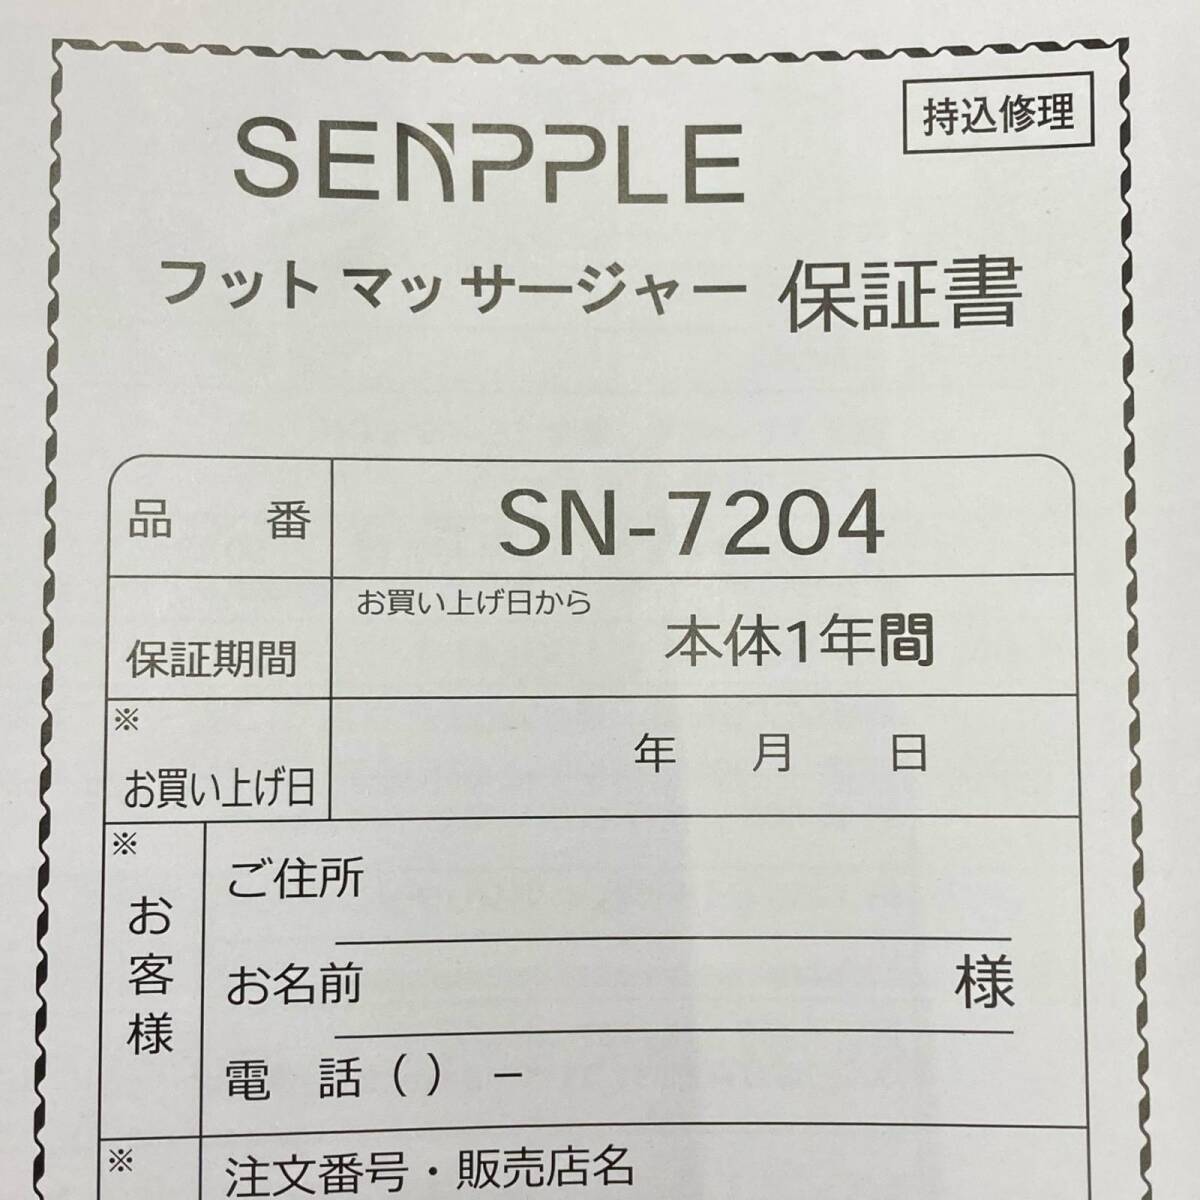 持込修理
SENPPLE
フットマッサージャー 保証書
品番 SN-7204
お買い上げ日から
保証期間 本体1年間
※
お買い上げ日 年 月 日
※
お客様
ご住所
お名前 様
電話 ( ) −
※
注文番号・販売店名